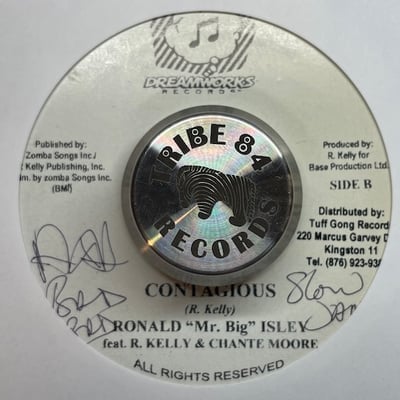 DREAMWORKS
RECORDS
Published by:
Zomba Songs Inc./
R Kelly Publishing, Inc.
m. by zomba Songs Inc.
(BMI)
Produced by:
R. Kelly for
Base Production Ltd.
SIDE B
Distributed by:
Tuff Gong Record
220 Marcus Garvey D
Kingston 11
Tel. (876) 923-938
TRIBE 84
RECORDS
CONTAGIOUS
(R. Kelly)
RONALD "Mr. Big" ISLEY
feat. R. KELLY & CHANTE MOORE
ALL RIGHTS RESERVED
Slow